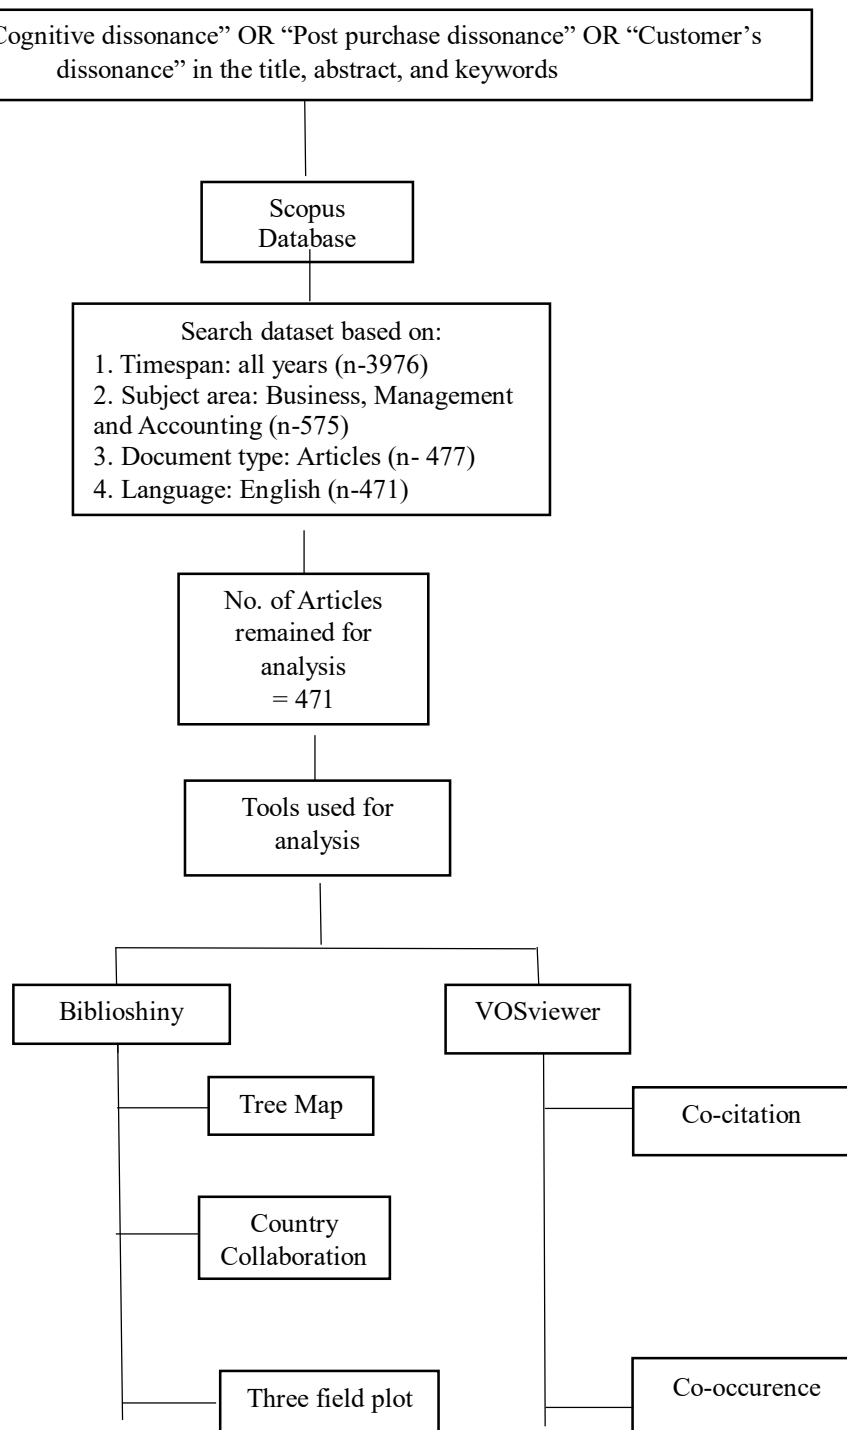 Cognitive dissonance” OR “Post purchase dissonance” OR “Customer’s
dissonance” in the title, abstract, and keywords
Scopus
Database
Search dataset based on:
1. Timespan: all years (n-3976)
2. Subject area: Business, Management
and Accounting (n-575)
3. Document type: Articles (n- 477)
4. Language: English (n-471)
No. of Articles
remained for
analysis
= 471
Tools used for
analysis
Biblioshiny
VOSviewer
Tree Map
Co-citation
Country
Collaboration
Three field plot
Co-occurence